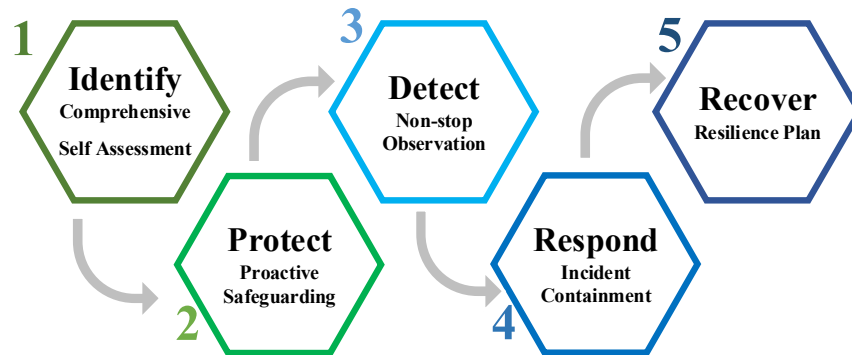 1
Identify
Comprehensive
Self Assessment
2
Protect
Proactive
Safeguarding
3
Detect
Non-stop
Observation
4
Respond
Incident
Containment
5
Recover
Resilience Plan